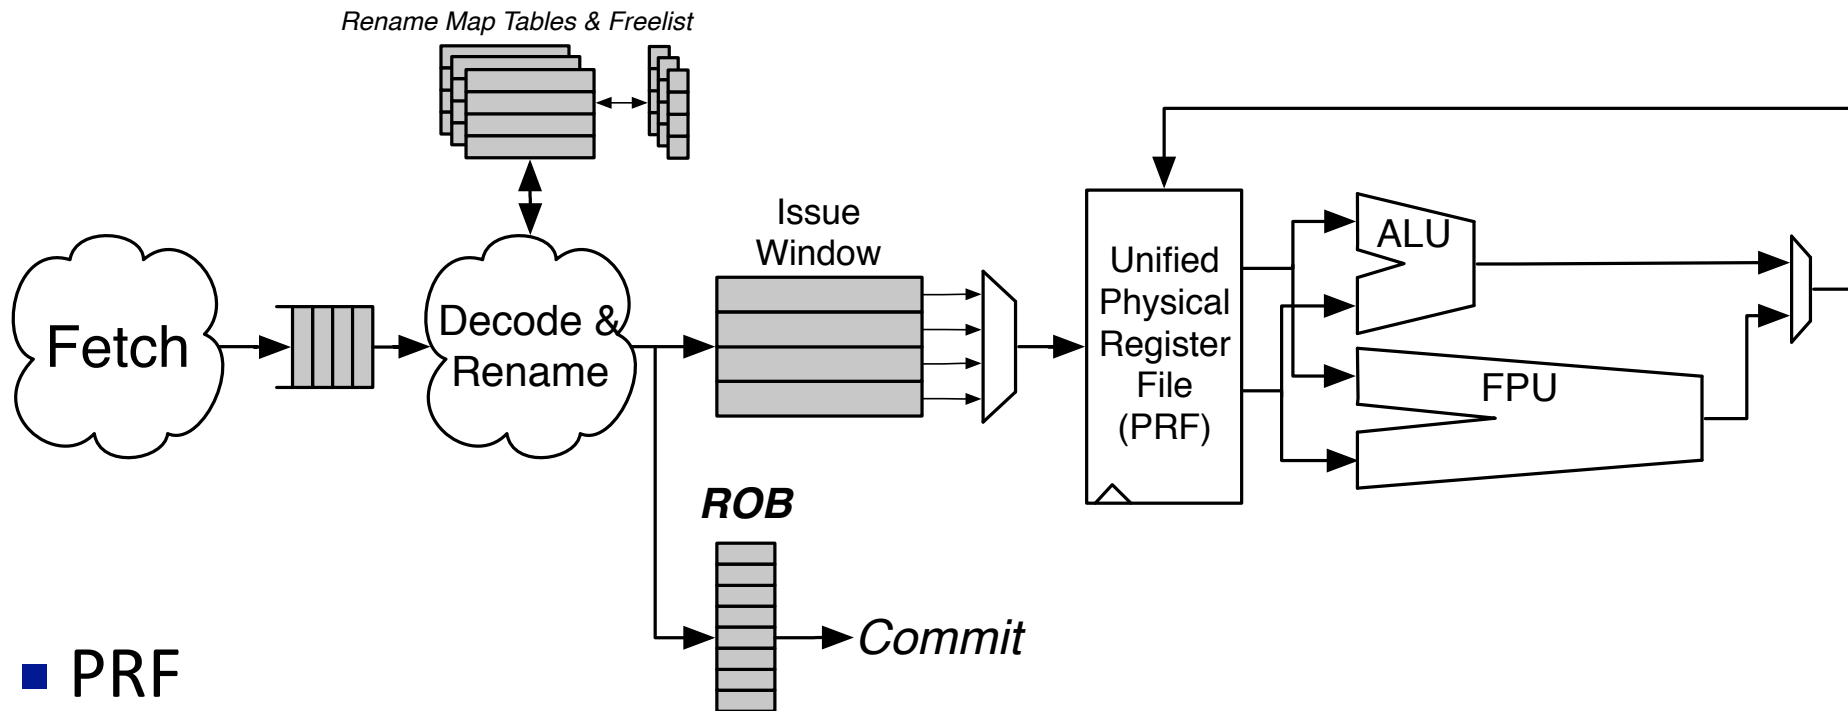 Rename Map Tables & Freelist
Issue
Window
Fetch
Decode &
Rename
Unified
Physical
Register
File
(PRF)
ALU
FPU
ROB
Commit
■ PRF